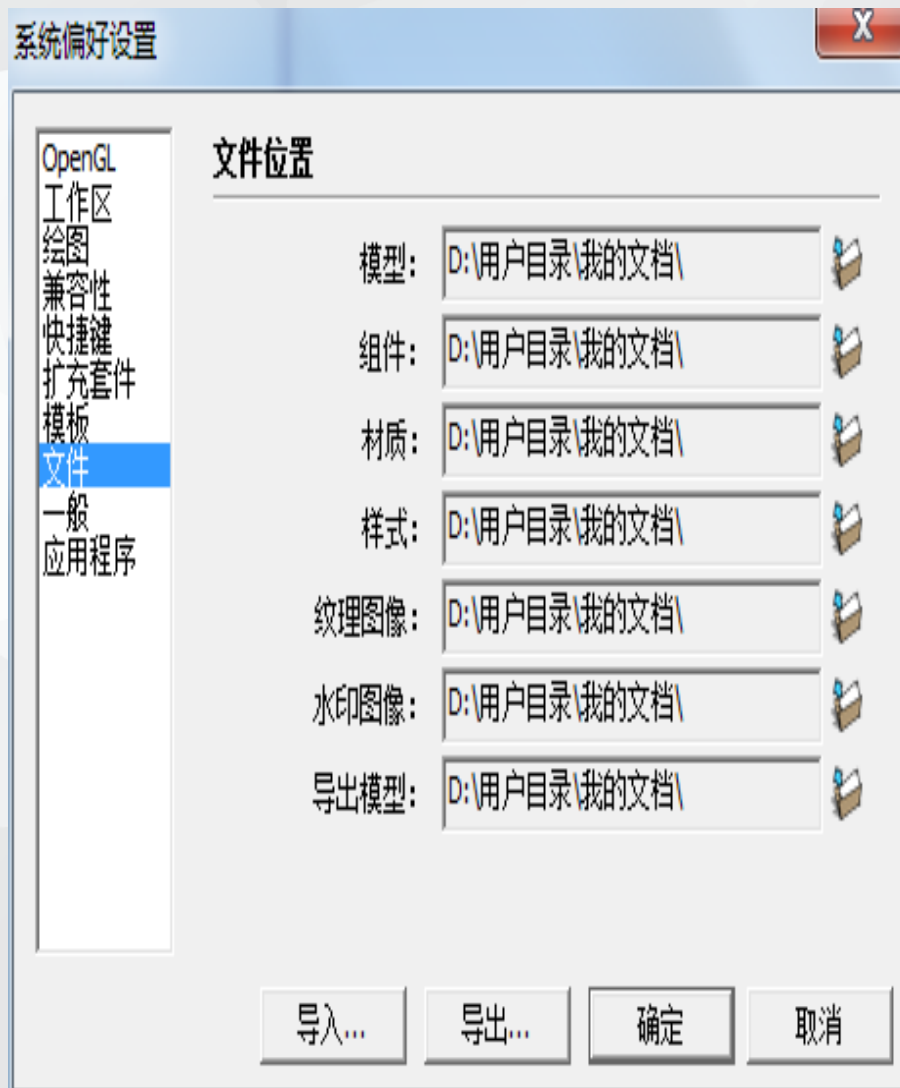 系统偏好设置
X
OpenGL
工作区
绘图
兼容性
快捷键
扩充套件
模板
文件
一般
应用程序
文件位置
模型： D:\用户目录\我的文档\
组件： D:\用户目录\我的文档\
材质： D:\用户目录\我的文档\
样式： D:\用户目录\我的文档\
纹理图像： D:\用户目录\我的文档\
水印图像： D:\用户目录\我的文档\
导出模型： D:\用户目录\我的文档\
导入... 导出... 确定 取消